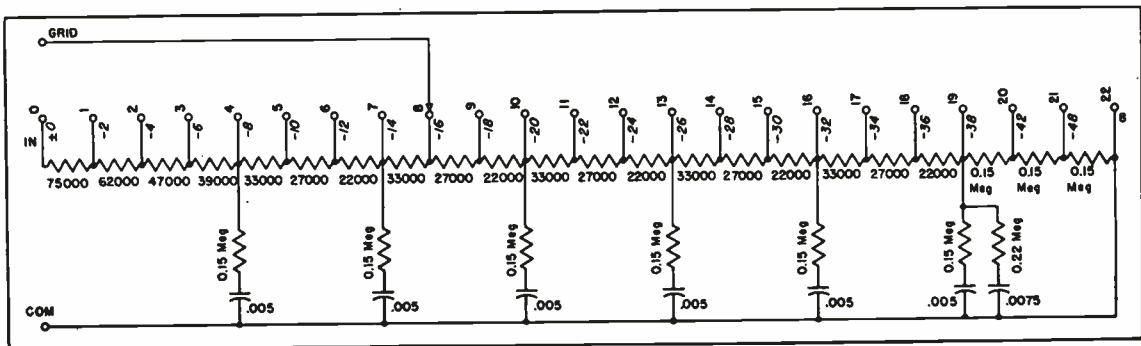 GRID
0 1 2 3 4 5 6 7 8 9 10 11 12 13 14 15 16 17 18 19 20 21 22
IN ±0 -2 -4 -6 -8 -10 -12 -14 -16 -18 -20 -22 -24 -26 -28 -30 -32 -34 -36 -38 -42 -48 ∞
75000 62000 47000 39000 33000 27000 22000 33000 27000 22000 33000 27000 22000 33000 27000 22000 33000 27000 22000 0.15 Meg 0.15 Meg 0.15 Meg
0.15 Meg 0.15 Meg 0.15 Meg 0.15 Meg 0.15 Meg 0.15 Meg 0.22 Meg
.005 .005 .005 .005 .005 .005 .0075
COM